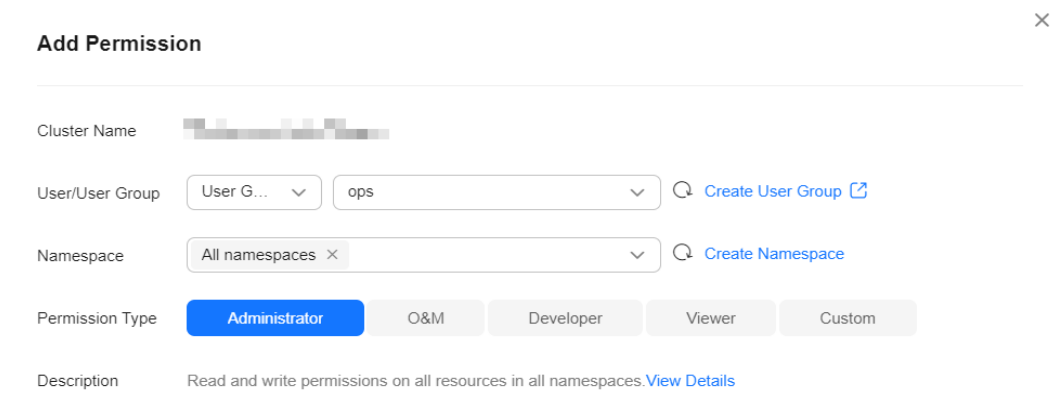 Add Permission
Cluster Name
User/User Group User G... ops Create User Group
Namespace All namespaces Create Namespace
Permission Type Administrator O&M Developer Viewer Custom
Description Read and write permissions on all resources in all namespaces.View Details